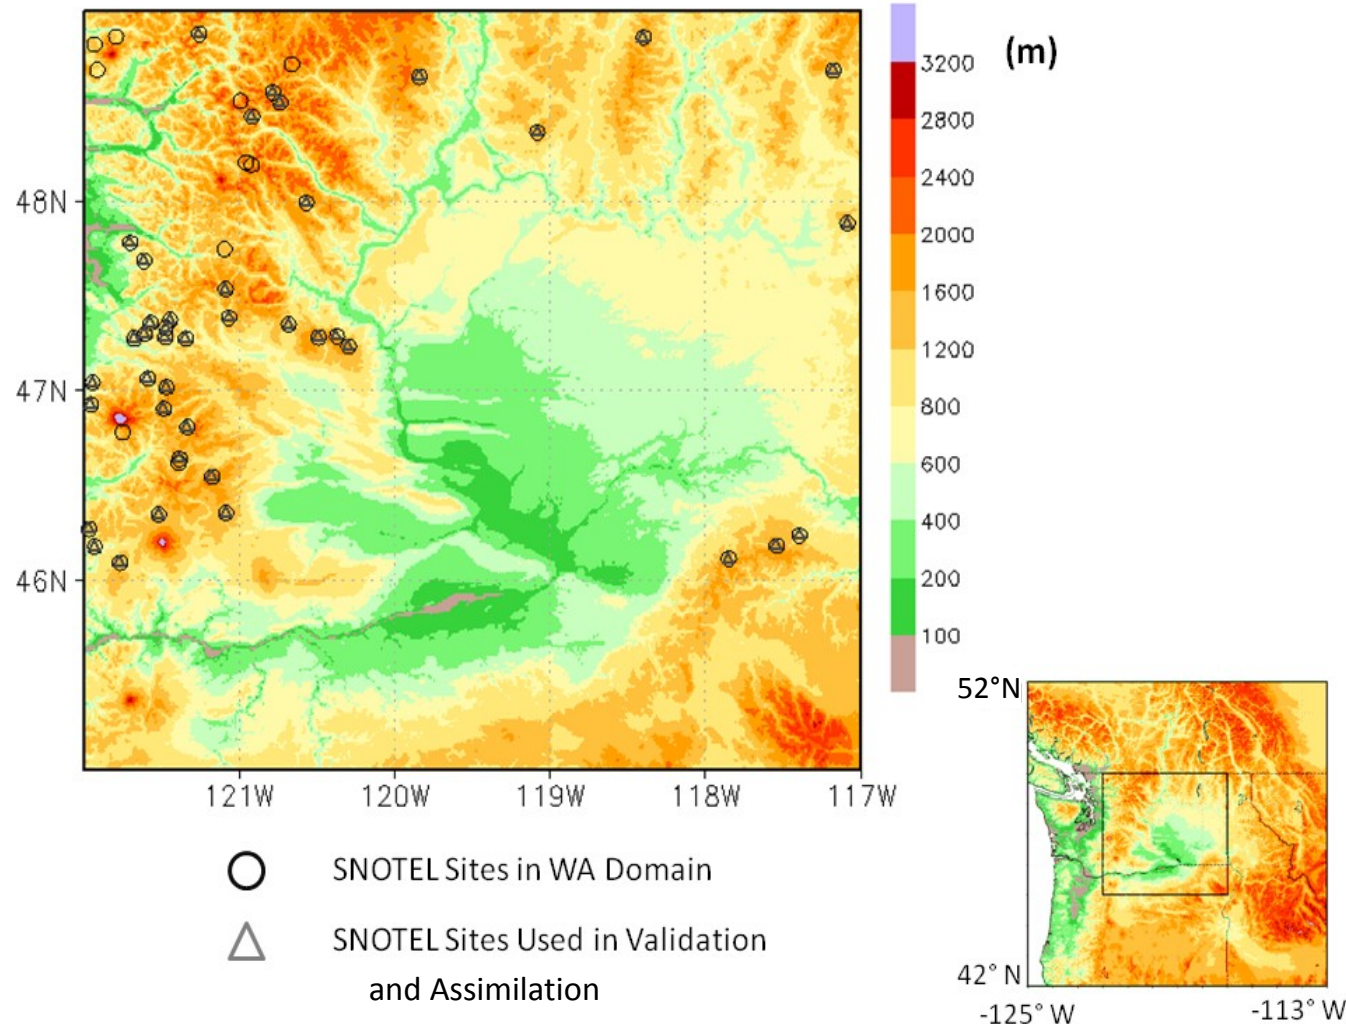 (m)
3200
2800
2400
2000
1600
1200
800
600
400
200
100
48N
47N
46N
121W
120W
119W
118W
117W
SNOTEL Sites in WA Domain
SNOTEL Sites Used in Validation
and Assimilation
52°N
42° N
-125° W
-113° W